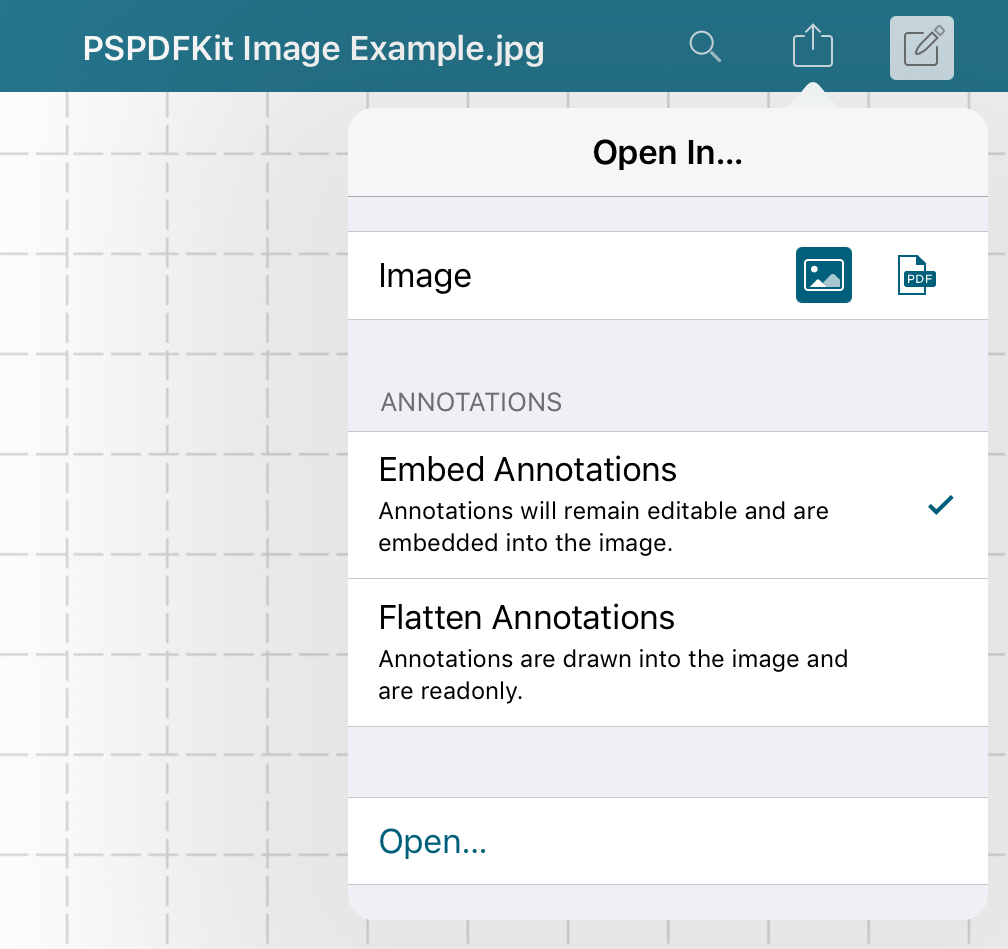 PSPDFKit Image Example.jpg
Open In...
Image
PDF
ANNOTATIONS
Embed Annotations
Annotations will remain editable and are
embedded into the image.
Flatten Annotations
Annotations are drawn into the image and
are readonly.
Open...